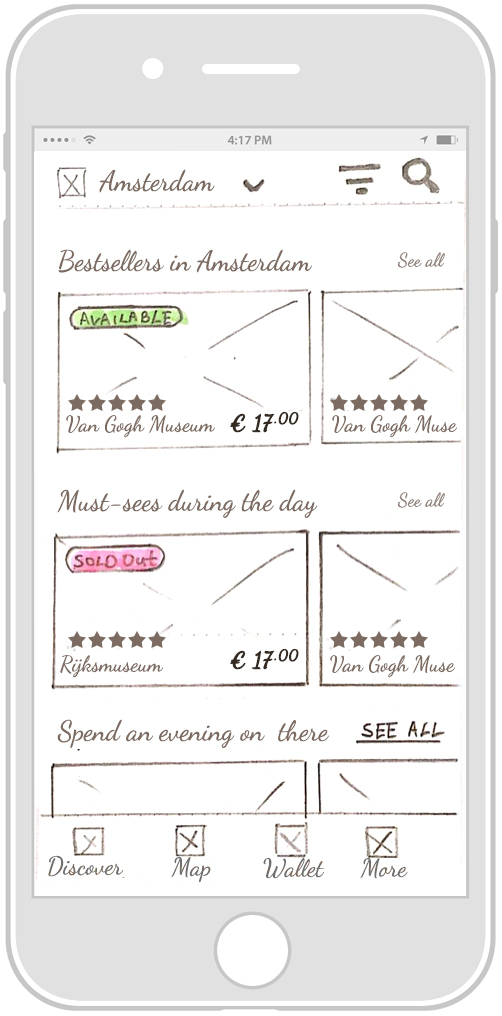 4:17 PM
Amsterdam
Bestsellers in Amsterdam See all
AVAILABLE
Van Gogh Museum € 17.00 Van Gogh Muse
Must-sees during the day See all
SOLD Out
€ 17.00
Rijksmuseum Van Gogh Muse
Spend an evening on there SEE ALL
Discover Map Wallet More